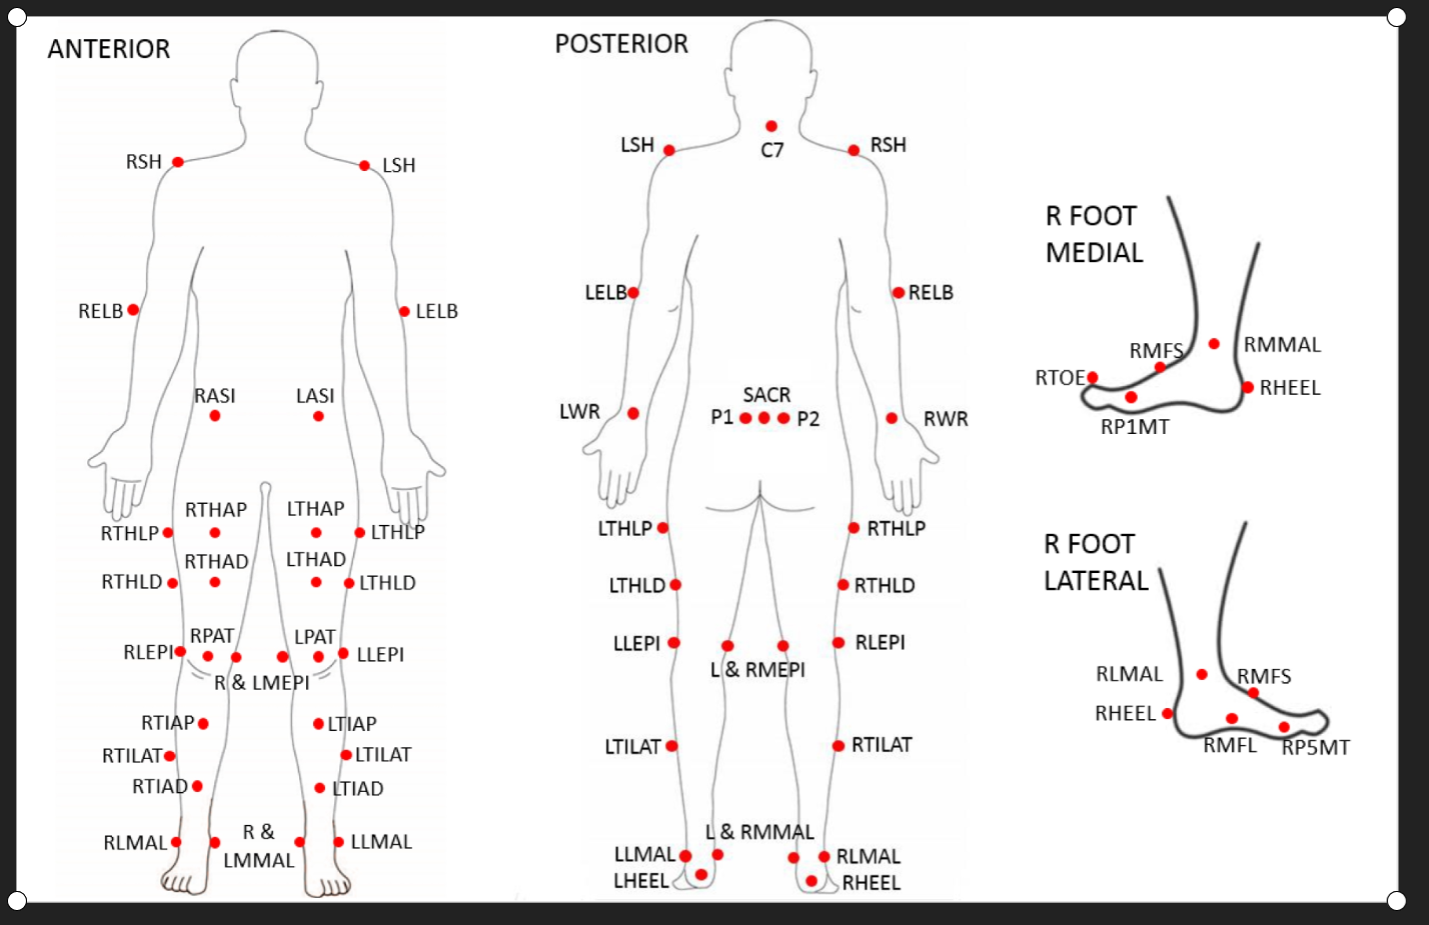 ANTERIOR
RSH
LSH
RELB
LELB
RASI
LASI
RTHAP
LTHAP
RTHLP
LTHLP
RTHAD
LTHAD
RTHLD
LTHLD
RPAT
LPAT
RLEPI
LLEPI
R & LMEPI
RTIAP
LTIAP
RTILAT
LTILAT
RTIAD
LTIAD
RLMAL
R &
LMMAL
LLMAL
POSTERIOR
LSH
C7
RSH
LELB
RELB
LWR
SACR
P1
P2
RWR
LTHLP
RTHLP
LTHLD
RTHLD
LLEPI
RLEPI
L & RMEPI
LTILAT
RTILAT
L & RMMAL
LLMAL
RLMAL
LHEEL
RHEEL
R FOOT
MEDIAL
RMFS
RMMAL
RTOE
RHEEL
RP1MT
R FOOT
LATERAL
RLMAL
RMFS
RHEEL
RMFL
RP5MT